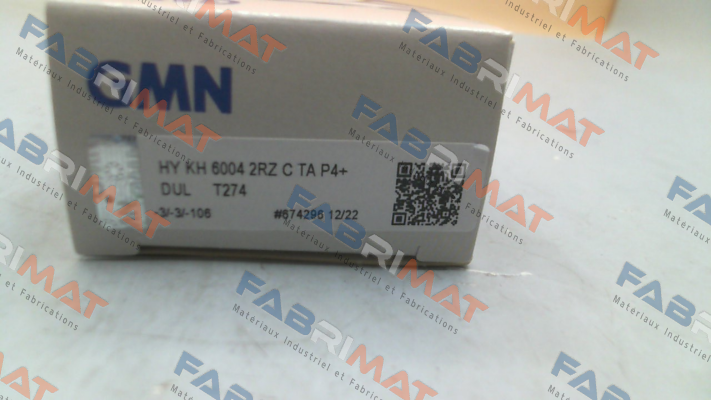 GMN
HY KH 6004 2RZ C TA P4+
DUL T274
-3/-3/-106
#674296 12/22
FABRIMAT
Matériaux Industriel et Fabrications